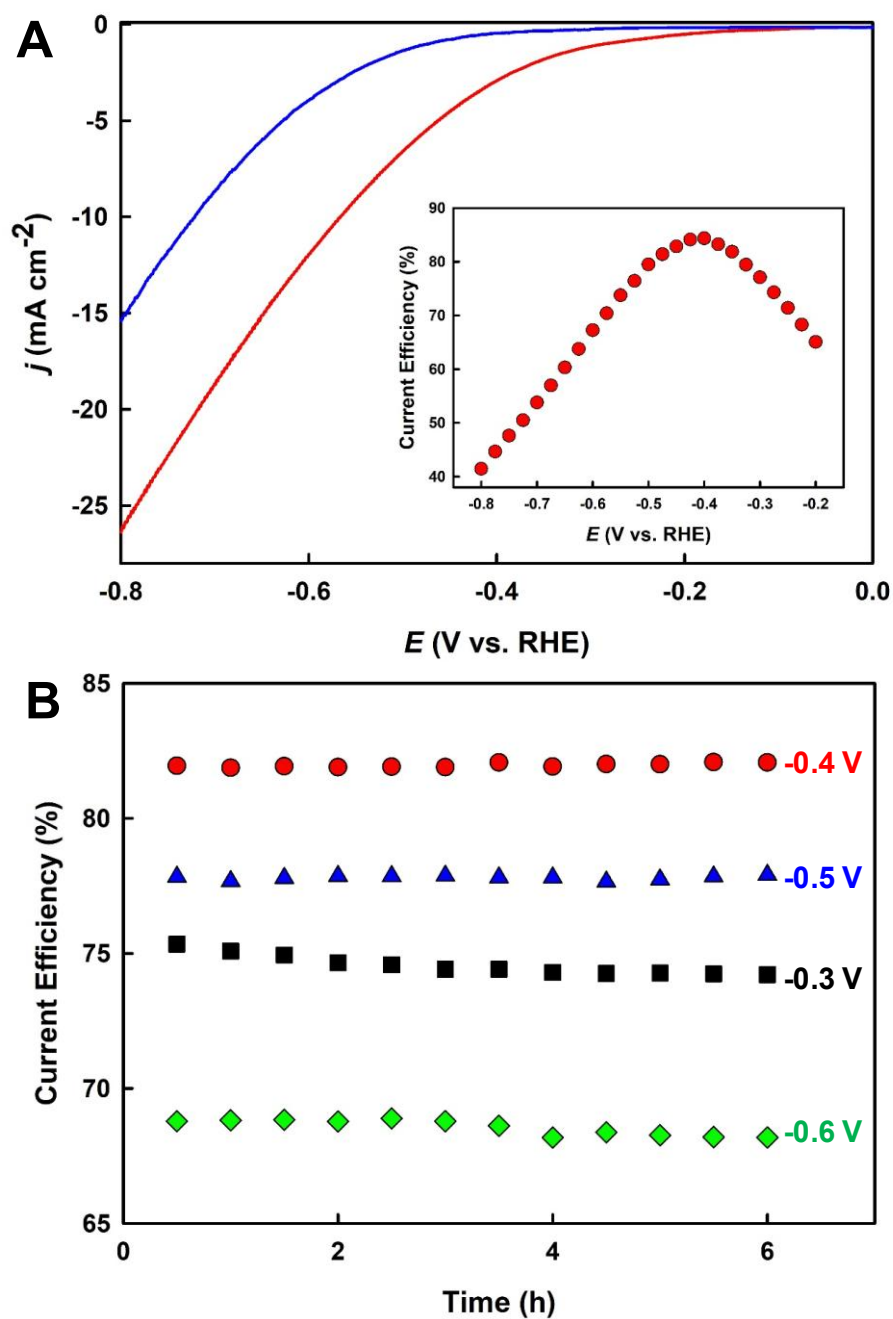 A
0
-5
-10
-15
-20
-25
j (mA cm-2)
-0.8 -0.6 -0.4 -0.2 0.0
E (V vs. RHE)
90
80
70
60
50
40
Current Efficiency (%)
-0.8 -0.7 -0.6 -0.5 -0.4 -0.3 -0.2
E (V vs. RHE)
B
85
80
75
70
65
Current Efficiency (%)
-0.4 V
-0.5 V
-0.3 V
-0.6 V
0 2 4 6
Time (h)